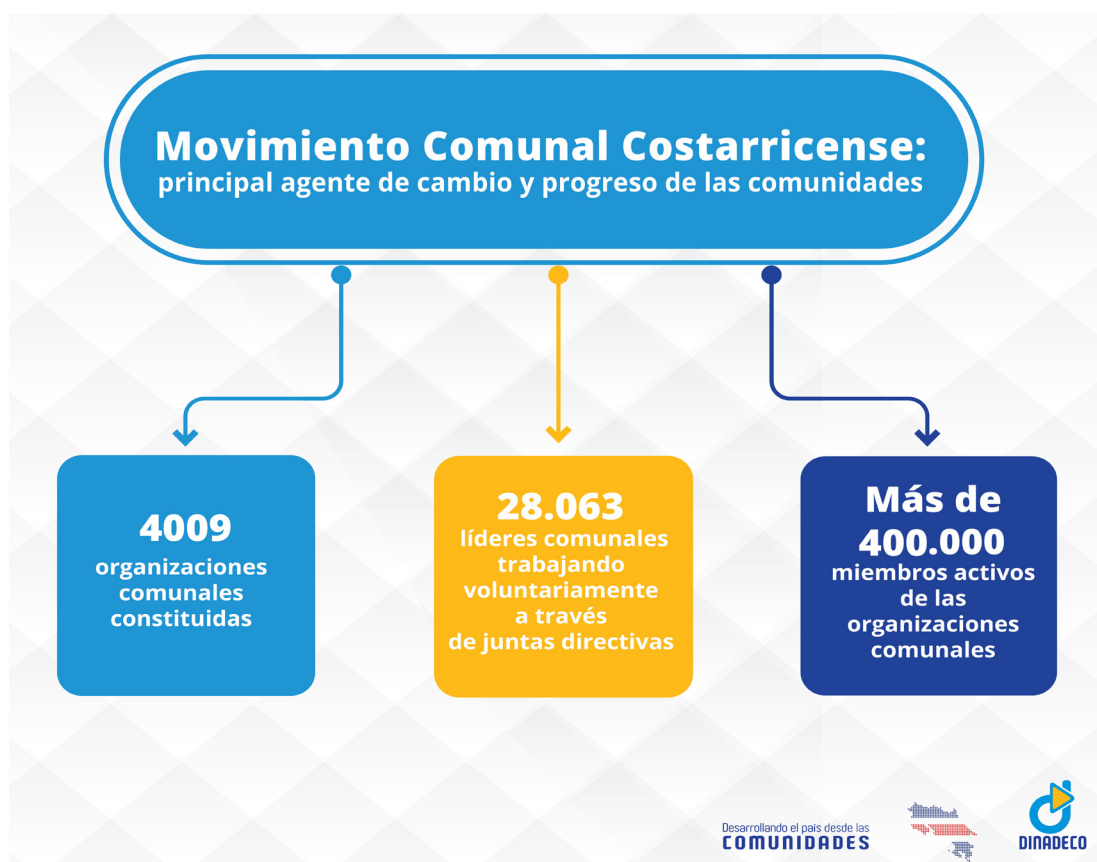 Movimiento Comunal Costarricense:
principal agente de cambio y progreso de las comunidades
4009
organizaciones
comunales
constituidas
28.063
líderes comunales
trabajando
voluntariamente
a través
de juntas directivas
Más de
400.000
miembros activos
de las
organizaciones
comunales
Desarrollando el país desde las
COMUNIDADES
DINADECO